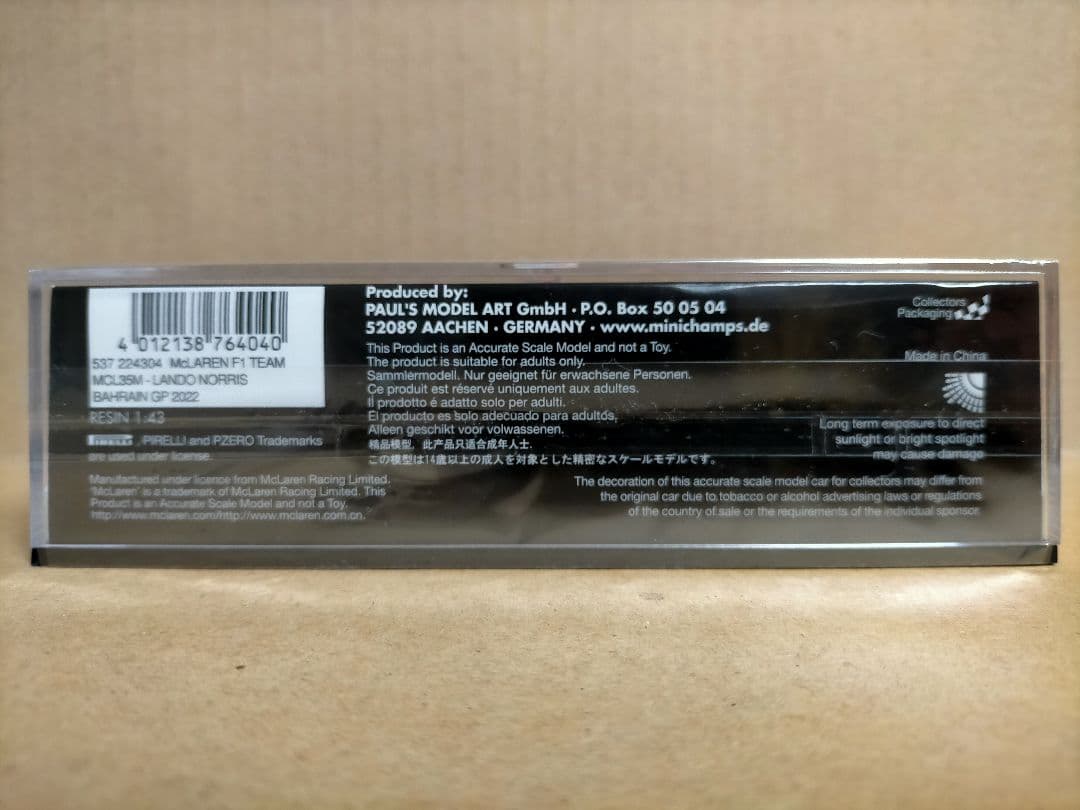 4 012138 764040
537 224304 McLAREN F1 TEAM
MCL35M - LANDO NORRIS
BAHRAIN GP 2022
RESIN 1:43
PIRELLI PIRELLI and PZERO Trademarks
are used under license.
Manufactured under licence from McLaren Racing Limited.
'McLaren' is a trademark of McLaren Racing Limited. This
Product is an Accurate Scale Model and not a Toy.
http://www.mclaren.com/http://www.mclaren.com.cn.
Produced by:
PAUL'S MODEL ART GmbH · P.O. Box 50 05 04
52089 AACHEN · GERMANY · www.minichamps.de
This Product is an Accurate Scale Model and not a Toy.
The product is suitable for adults only.
Sammlermodell. Nur geeignet für erwachsene Personen.
Ce produit est réservé uniquement aux adultes.
Il prodotto é adatto solo per adulti.
El producto es solo adecuado para adultos.
Alleen geschikt voor volwassenen.
精品模型，此产品只适合成年人士.
この模型は14歳以上の成人を対象とした精密なスケールモデルです。
Collectors
Packaging
Made in China
Long term exposure to direct
sunlight or bright spotlight
may cause damage
The decoration of this accurate scale model car for collectors may differ from
the original car due to tobacco or alcohol advertising laws or regulations
of the country of sale or the requirements of the individual sponsor.